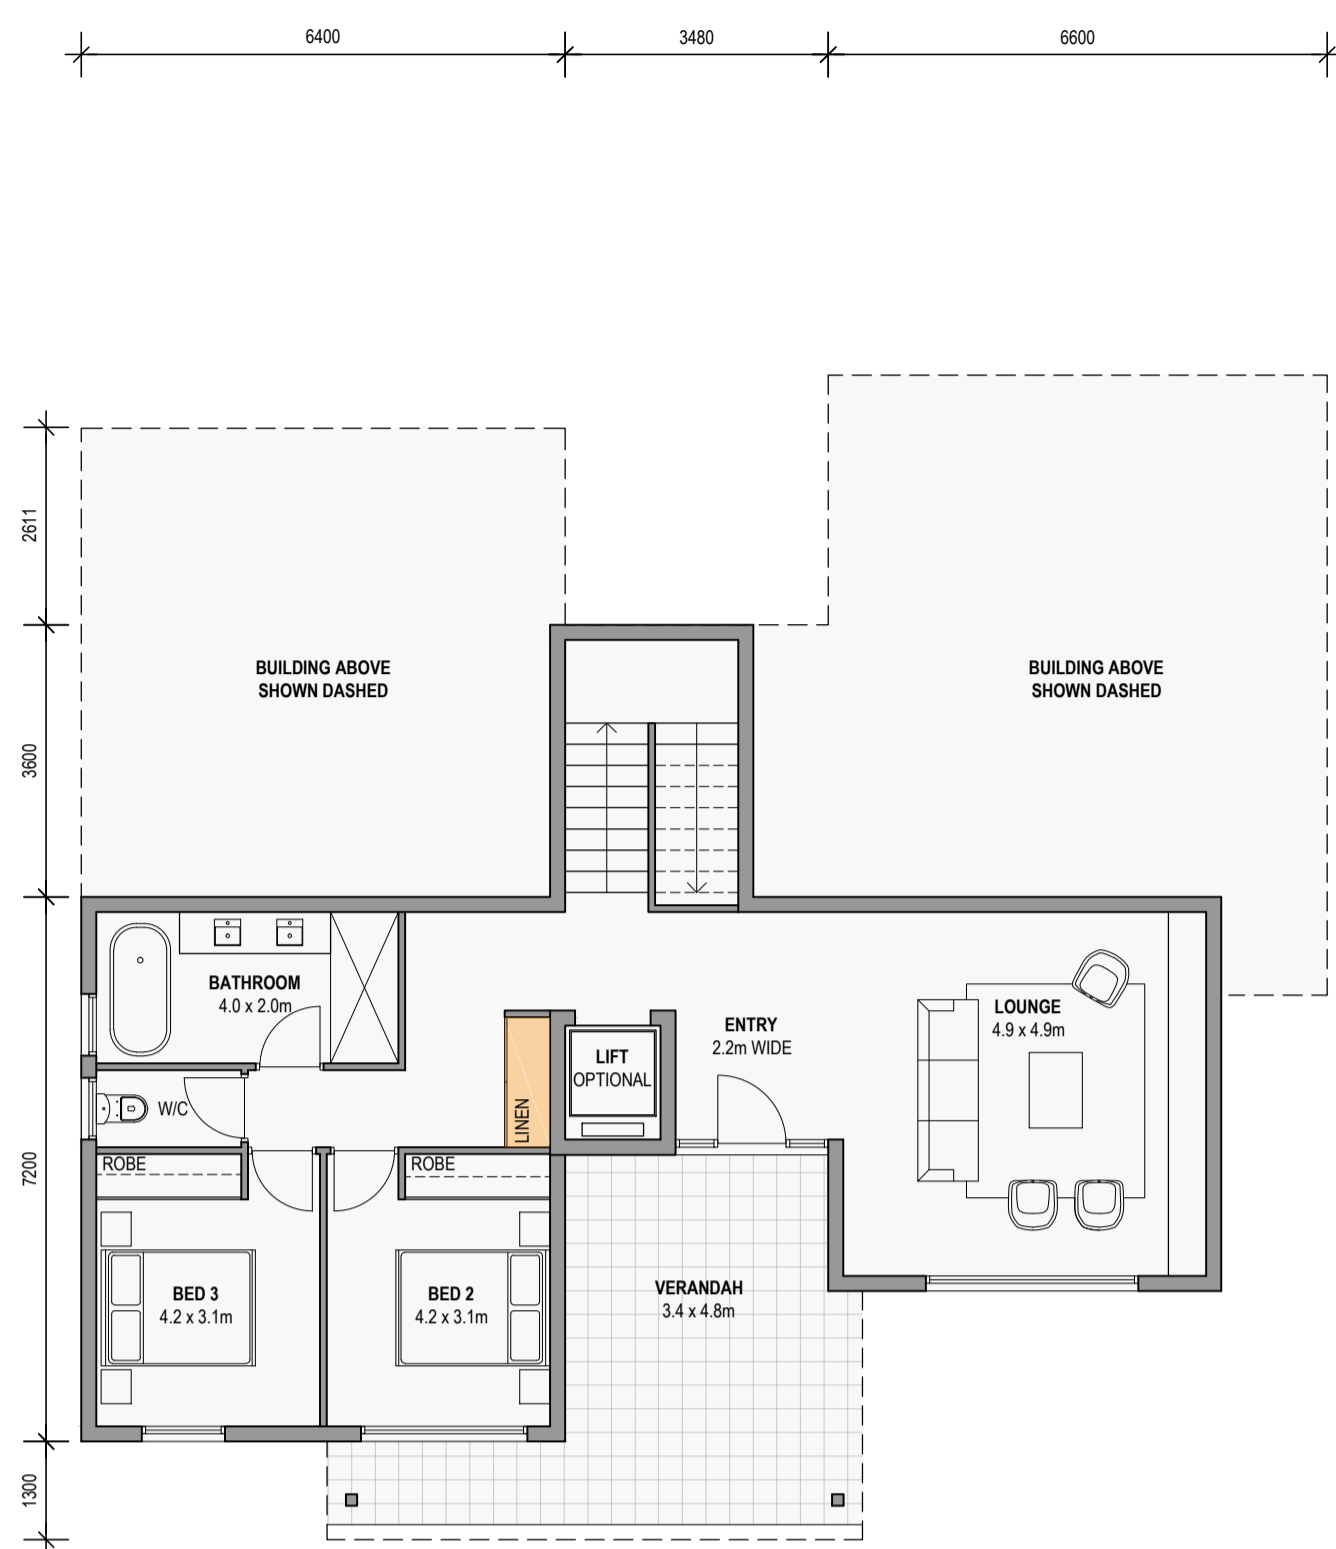 6400
3480
6600
2611
BUILDING ABOVE
SHOWN DASHED
BUILDING ABOVE
SHOWN DASHED
3600
BATHROOM
4.0 x 2.0m
LOUNGE
4.9 x 4.9m
ENTRY
2.2m WIDE
LIFT
OPTIONAL
W/C
LINEN
7200
ROBE
ROBE
BED 3
4.2 x 3.1m
BED 2
4.2 x 3.1m
VERANDAH
3.4 x 4.8m
1300